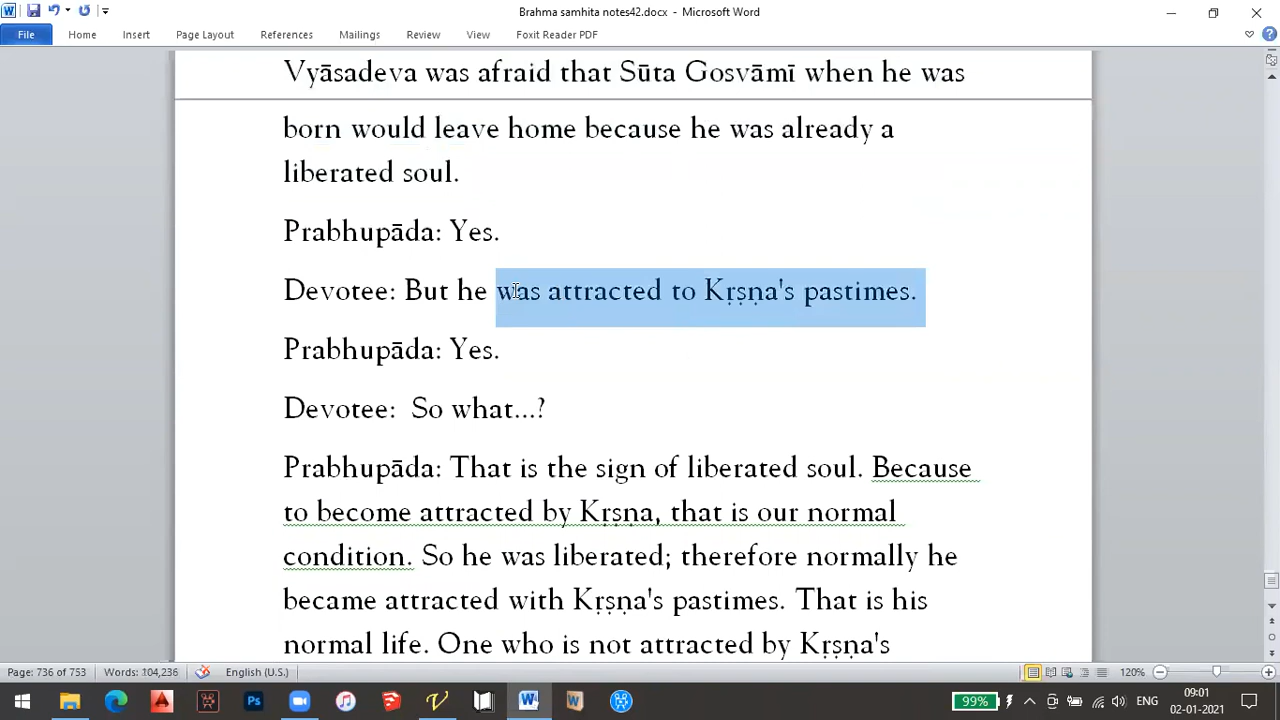 Brahma samhita notes42.docx - Microsoft Word
File Home Insert Page Layout References Mailings Review View Foxit Reader PDF
Vyāsadeva was afraid that Sūta Gosvāmī when he was
born would leave home because he was already a
liberated soul.
Prabhupāda: Yes.
Devotee: But he was attracted to Kṛṣṇa's pastimes.
Prabhupāda: Yes.
Devotee:  So what...?
Prabhupāda: That is the sign of liberated soul. Because
to become attracted by Kṛṣṇa, that is our normal
condition. So he was liberated; therefore normally he
became attracted with Kṛṣṇa's pastimes. That is his
normal life. One who is not attracted by Kṛṣṇa's
Page: 736 of 753 Words: 104,236 English (U.S.) 120%
99% ENG 09:01
02-01-2021